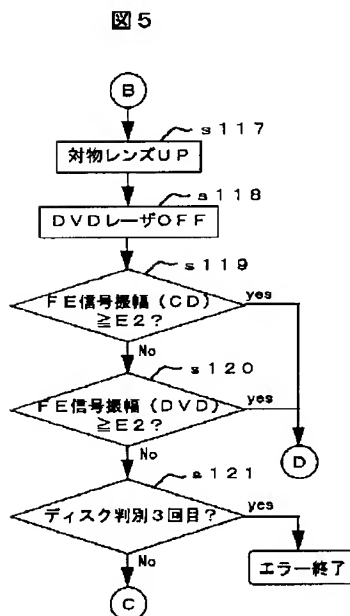 図５
B
s117
対物レンズUP
s118
DVDレーザOFF
s119
FE信号振幅（CD）
≧E2？
yes
No
s120
FE信号振幅（DVD）
≧E2？
yes
No
D
s121
ディスク判別3回目？
yes
No
エラー終了
C